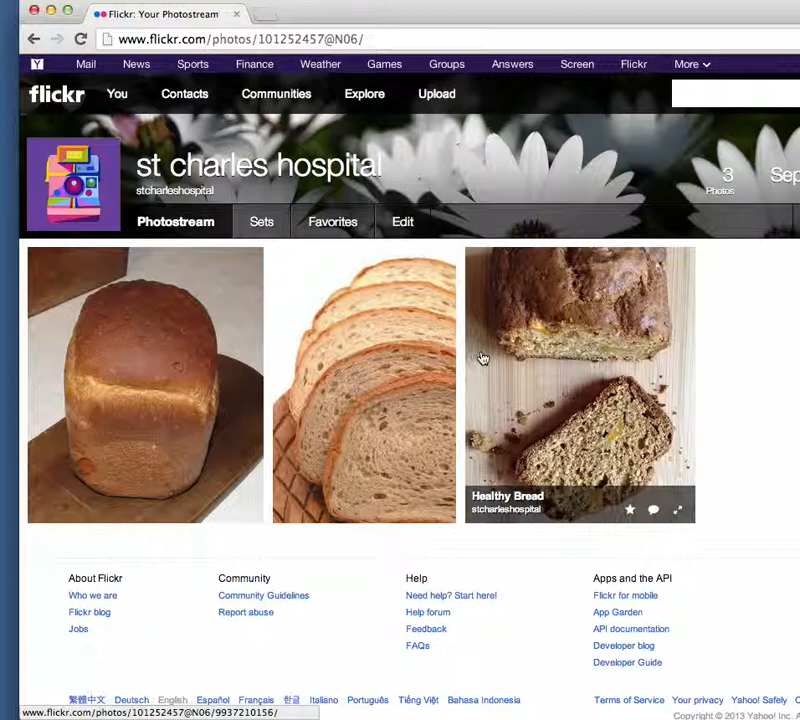 Flickr: Your Photostream
www.flickr.com/photos/101252457@N06/
Y! Mail News Sports Finance Weather Games Groups Answers Screen Flickr More
flickr You Contacts Communities Explore Upload
st charles hospital
stcharleshospital
3 Sep
Photos
Photostream Sets Favorites Edit
Healthy Bread
stcharleshospital
About Flickr Community Help Apps and the API
Who we are Community Guidelines Need help? Start here! Flickr for mobile
Flickr blog Report abuse Help forum App Garden
Jobs Feedback API documentation
FAQs Developer blog
Developer Guide
繁體中文 Deutsch English Español Français 한글 Italiano Português Tiếng Việt Bahasa Indonesia Terms of Service Your privacy Yahoo! Safely
www.flickr.com/photos/101252457@N06/9937210156/
Copyright © 2013 Yahoo! Inc.